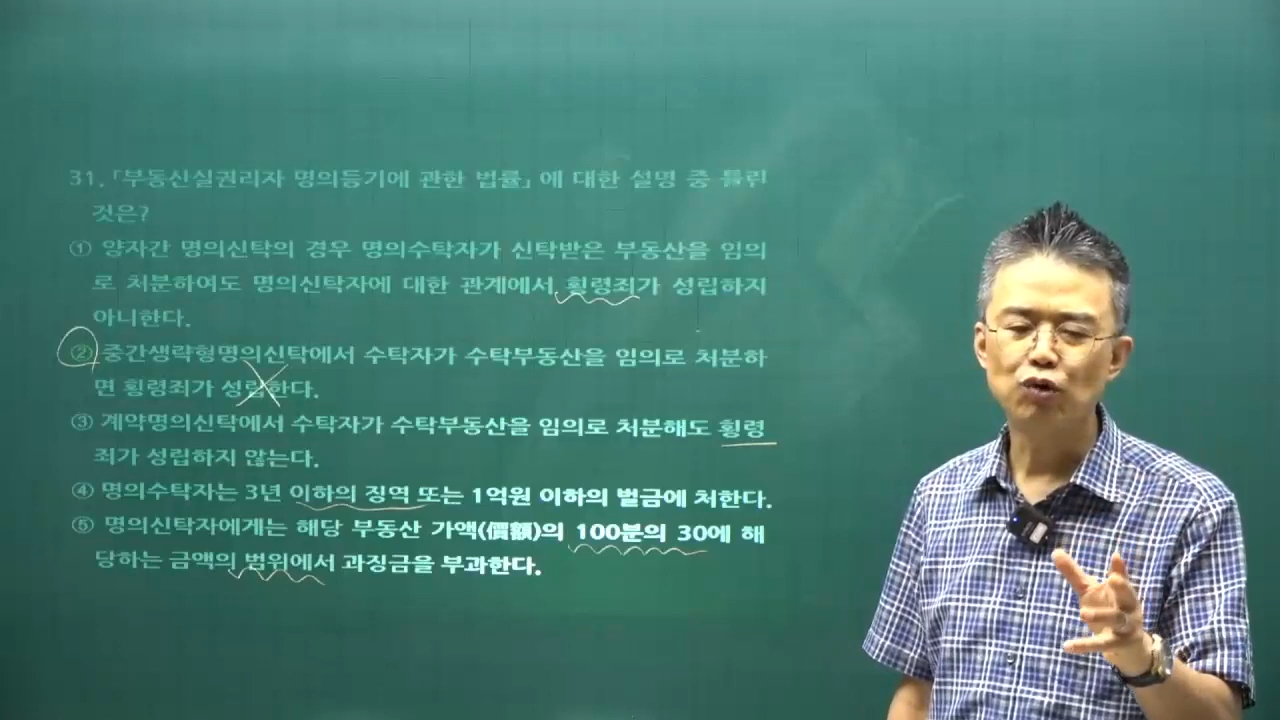 31. 「부동산실권리자 명의등기에 관한 법률」에 대한 설명 중 틀린
것은?
① 양자간 명의신탁의 경우 명의수탁자가 신탁받은 부동산을 임의
로 처분하여도 명의신탁자에 대한 관계에서 횡령죄가 성립하지
아니한다.
② 중간생략형명의신탁에서 수탁자가 수탁부동산을 임의로 처분하
면 횡령죄가 성립한다.
③ 계약명의신탁에서 수탁자가 수탁부동산을 임의로 처분해도 횡령
죄가 성립하지 않는다.
④ 명의수탁자는 3년 이하의 징역 또는 1억원 이하의 벌금에 처한다.
⑤ 명의신탁자에게는 해당 부동산 가액(價額)의 100분의 30에 해
당하는 금액의 범위에서 과징금을 부과한다.